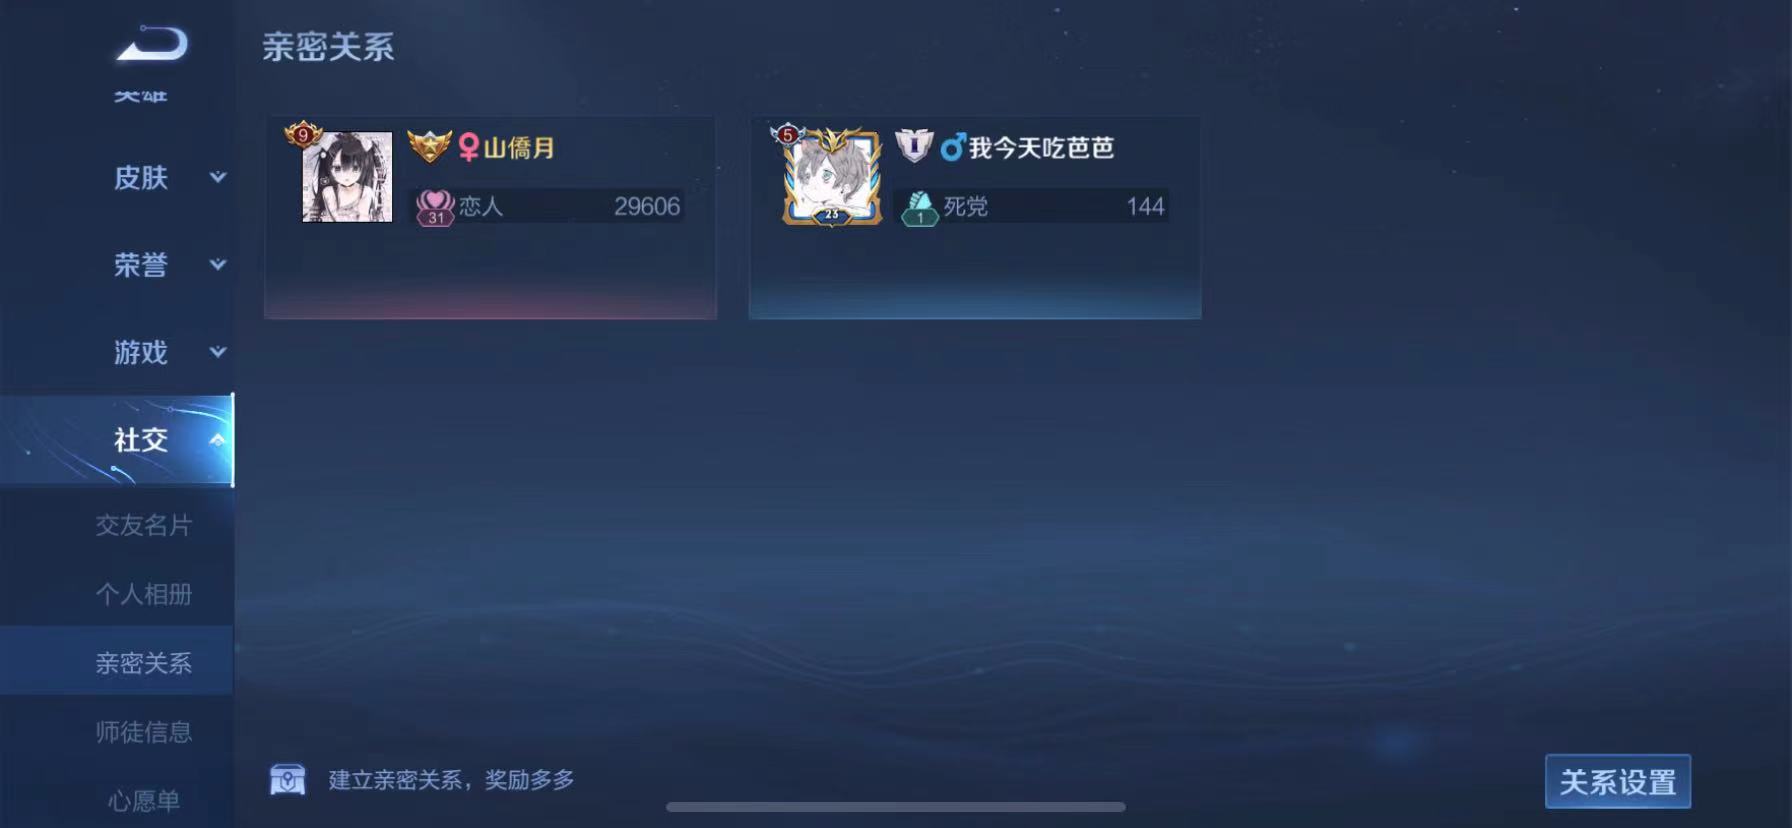 亲密关系
英雄
皮肤
荣誉
游戏
社交
交友名片
个人相册
亲密关系
师徒信息
心愿单
9
山僑月
31
恋人 29606
5
I
我今天吃芭芭
23
1
死党 144
建立亲密关系，奖励多多
关系设置